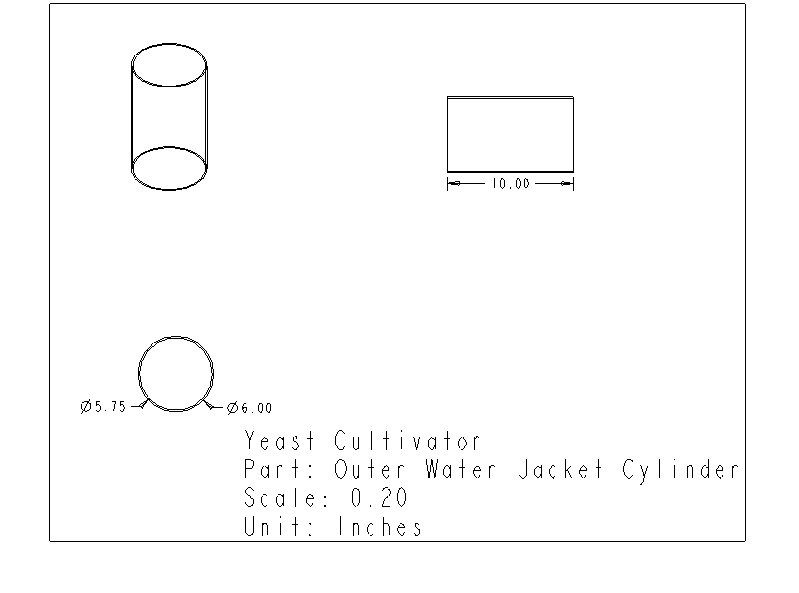 10.00
Ø5.75
Ø6.00
Yeast Cultivator
Part: Outer Water Jacket Cylinder
Scale: 0.20
Unit: Inches